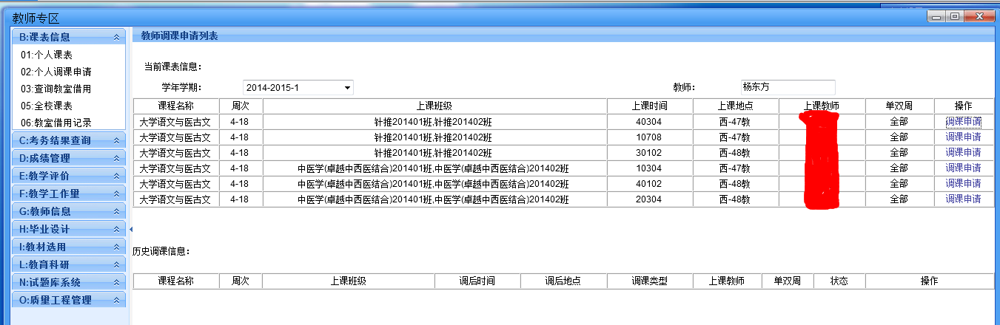 教师专区
B:课表信息
01:个人课表
02:个人调课申请
03:查询教室借用
05:全校课表
06:教室借用记录
C:考务结果查询
D:成绩管理
E:教学评价
F:教学工作量
G:教师信息
H:毕业设计
I:教材选用
L:教育科研
N:试题库系统
O:质量工程管理
教师调课申请列表
当前课表信息：
学年学期： 2014-2015-1 教师： 杨东方
课程名称 周次 上课班级 上课时间 上课地点 上课教师 单双周 操作
大学语文与医古文 4-18 针推201401班,针推201402班 40304 西-47教 全部 调课申请
大学语文与医古文 4-18 针推201401班,针推201402班 10708 西-47教 全部 调课申请
大学语文与医古文 4-18 针推201401班,针推201402班 30102 西-48教 全部 调课申请
大学语文与医古文 4-18 中医学(卓越中西医结合)201401班,中医学(卓越中西医结合)201402班 10304 西-47教 全部 调课申请
大学语文与医古文 4-18 中医学(卓越中西医结合)201401班,中医学(卓越中西医结合)201402班 40102 西-48教 全部 调课申请
大学语文与医古文 4-18 中医学(卓越中西医结合)201401班,中医学(卓越中西医结合)201402班 20304 西-48教 全部 调课申请
历史调课信息：
课程名称 周次 上课班级 调后时间 调后地点 调课类型 上课教师 单双周 状态 操作